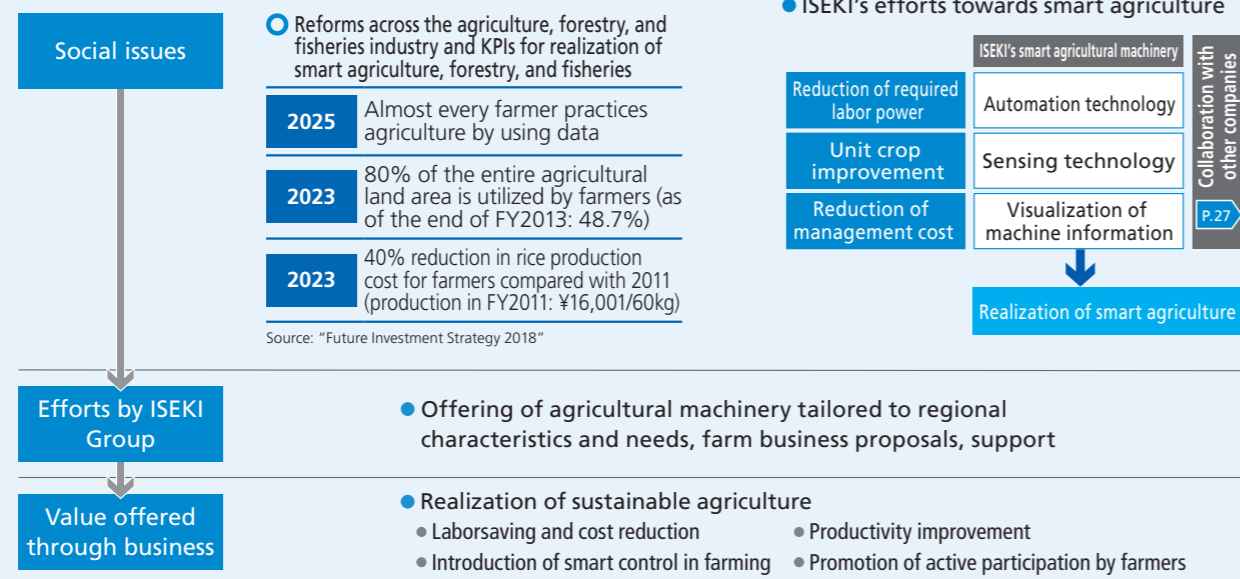 Social issues
Reforms across the agriculture, forestry, and
fisheries industry and KPIs for realization of
smart agriculture, forestry, and fisheries
2025
Almost every farmer practices
agriculture by using data
2023
80% of the entire agricultural
land area is utilized by farmers (as
of the end of FY2013: 48.7%)
2023
40% reduction in rice production
cost for farmers compared with 2011
(production in FY2011: ¥16,001/60kg)
Source: “Future Investment Strategy 2018”
ISEKI's efforts towards smart agriculture
ISEKI's smart agricultural machinery
Reduction of required
labor power
Automation technology
Unit crop
improvement
Sensing technology
Reduction of
management cost
Visualization of
machine information
Collaboration with
other companies
P.27
Realization of smart agriculture
Efforts by ISEKI
Group
Offering of agricultural machinery tailored to regional
characteristics and needs, farm business proposals, support
Value offered
through business
Realization of sustainable agriculture
Laborsaving and cost reduction
Productivity improvement
Introduction of smart control in farming
Promotion of active participation by farmers